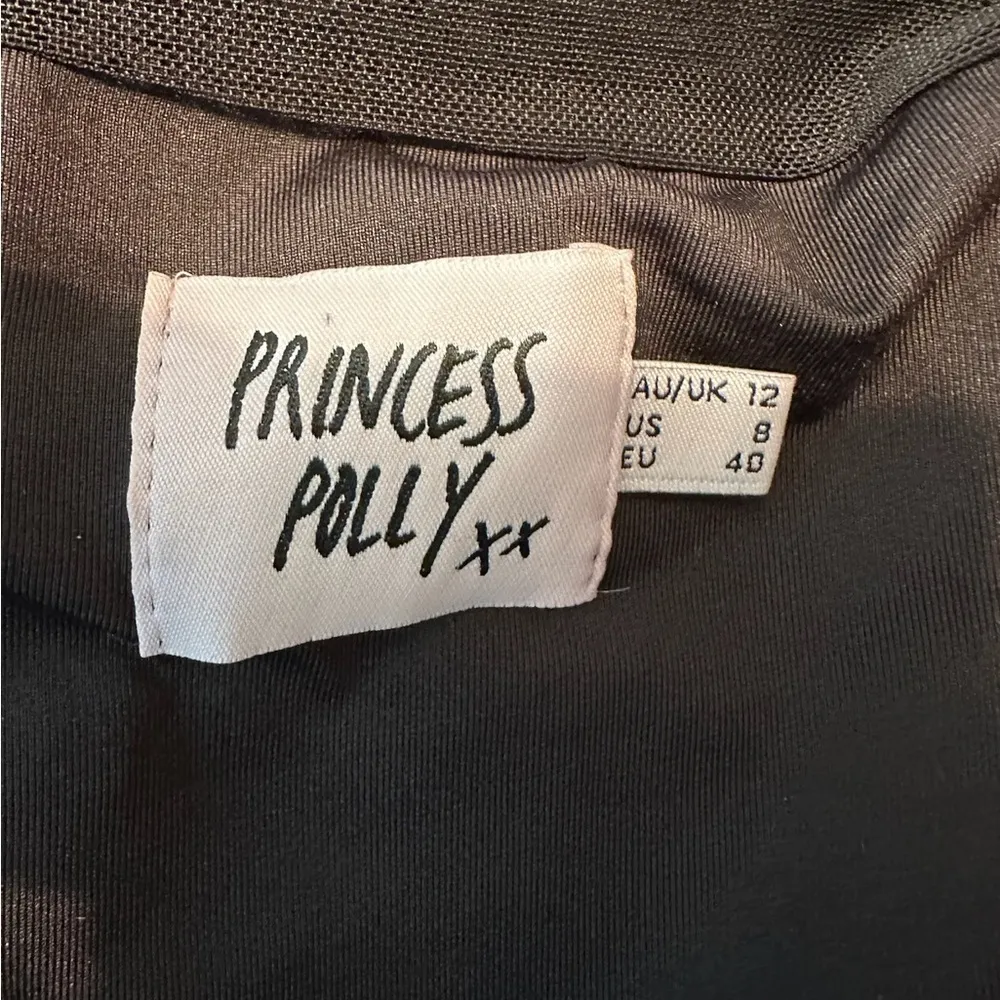 PRINCESS
POLLY xx
AU/UK 12
US 8
EU 40